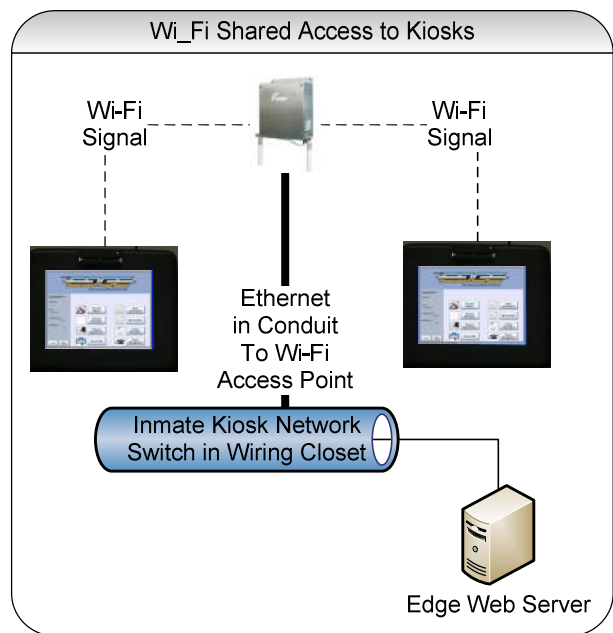 Wi_Fi Shared Access to Kiosks
Wi-Fi
Signal
Wi-Fi
Signal
Ethernet
in Conduit
To Wi-Fi
Access Point
Inmate Kiosk Network
Switch in Wiring Closet
Edge Web Server